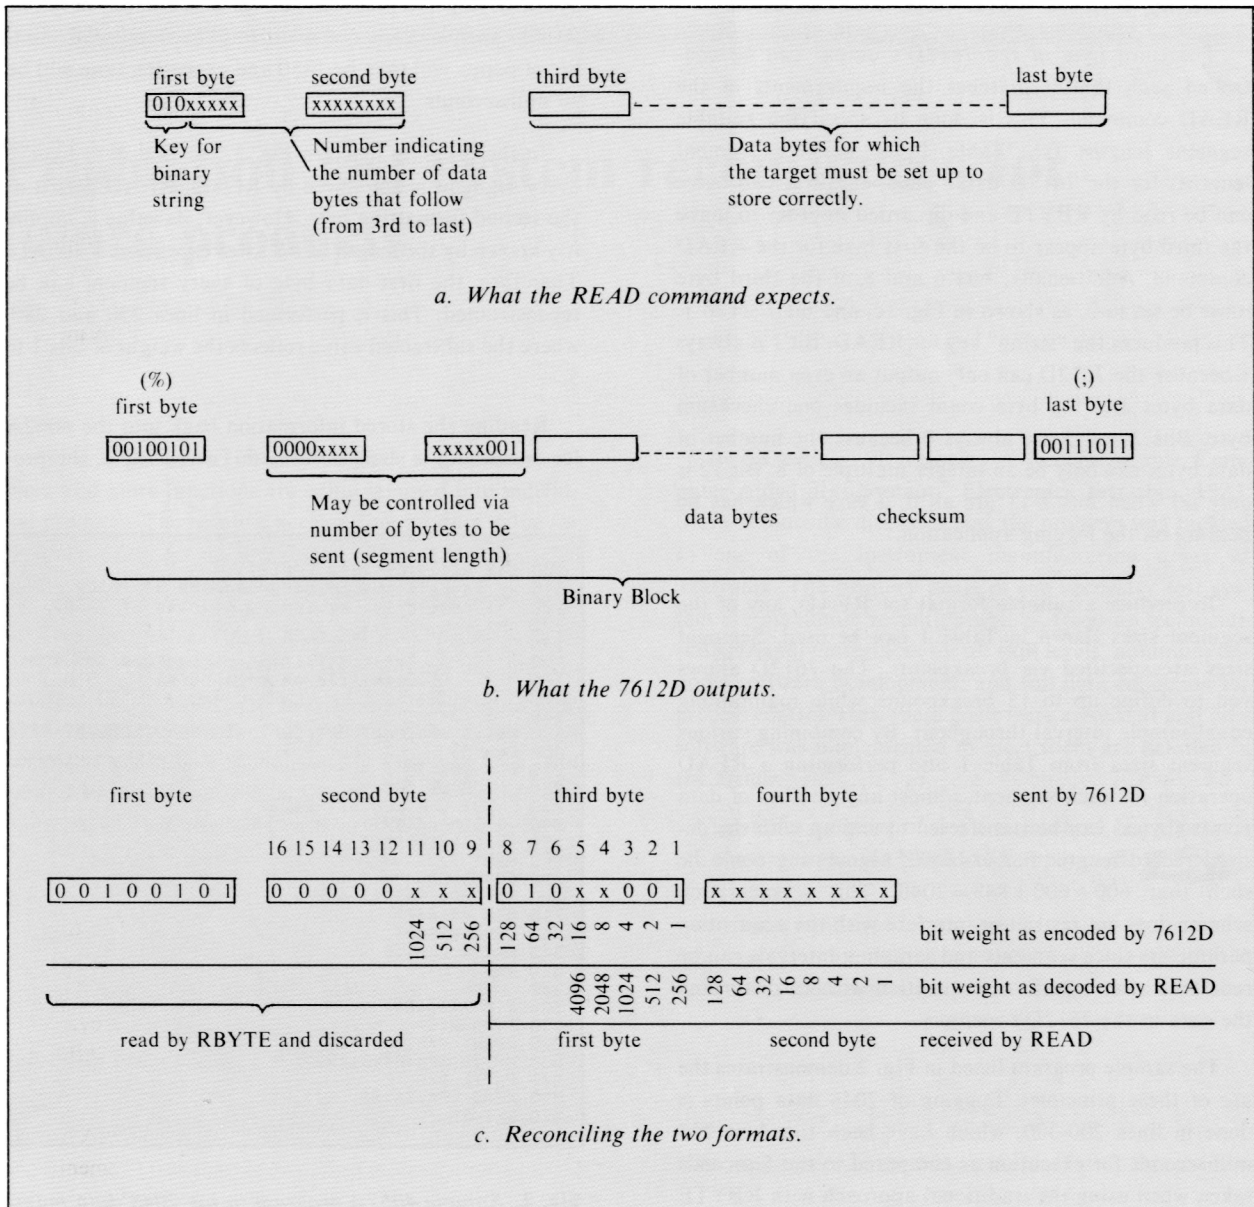 first byte second byte third byte last byte
010xxxxx xxxxxxxx
Key for
binary
string
Number indicating
the number of data
bytes that follow
(from 3rd to last)
Data bytes for which
the target must be set up to
store correctly.
a. What the READ command expects.
(%) (;)
first byte last byte
00100101 0000xxxx xxxxx001 00111011
May be controlled via
number of bytes to be
sent (segment length)
data bytes checksum
Binary Block
b. What the 7612D outputs.
first byte second byte third byte fourth byte sent by 7612D
16 15 14 13 12 11 10 9 8 7 6 5 4 3 2 1
0 0 1 0 0 1 0 1 0 0 0 0 0 x x x 0 1 0 x x 0 0 1 x x x x x x x x
1024 512 256 128 64 32 16 8 4 2 1 bit weight as encoded by 7612D
4096 2048 1024 512 256 128 64 32 16 8 4 2 1 bit weight as decoded by READ
read by RBYTE and discarded first byte second byte received by READ
c. Reconciling the two formats.